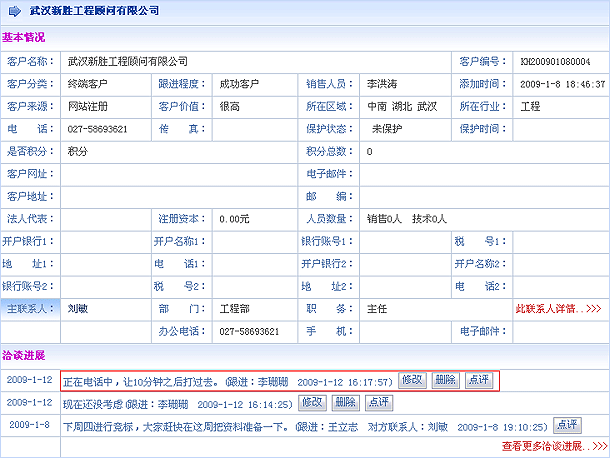 武汉新胜工程顾问有限公司
基本情况
客户名称： 武汉新胜工程顾问有限公司 客户编号： KH200901080004
客户分类： 终端客户 跟进程度： 成功客户 销售人员： 李洪涛 添加时间： 2009-1-8 18:46:37
客户来源： 网站注册 客户价值： 很高 所在区域： 中南 湖北 武汉 所在行业： 工程
电 话： 027-58693621 传 真： 保护状态： 未保护 保护时间：
是否积分： 积分 积分总数： 0
客户网址： 电子邮件：
客户地址： 邮 编：
法人代表： 注册资本： 0.00元 人员数量： 销售0人 技术0人
开户银行1： 开户名称1： 银行账号1： 税 号1：
地 址1： 电 话1： 开户银行2： 开户名称2：
银行账号2： 税 号2： 地 址2： 电 话2：
主联系人： 刘敏 部 门： 工程部 职 务： 主任 此联系人详情..>>>
办公电话： 027-58693621 手 机： 电子邮件：
洽谈进展
2009-1-12 正在电话中，让10分钟之后打过去。(跟进：李珊珊 2009-1-12 16:17:57) 修改 删除 点评
2009-1-12 现在还没考虑(跟进：李珊珊 2009-1-12 16:14:25) 修改 删除 点评
2009-1-8 下周四进行竞标，大家赶快在这周把资料准备一下。(跟进：王立志 对方联系人：刘敏 2009-1-8 19:10:25) 点评
查看更多洽谈进展..>>>